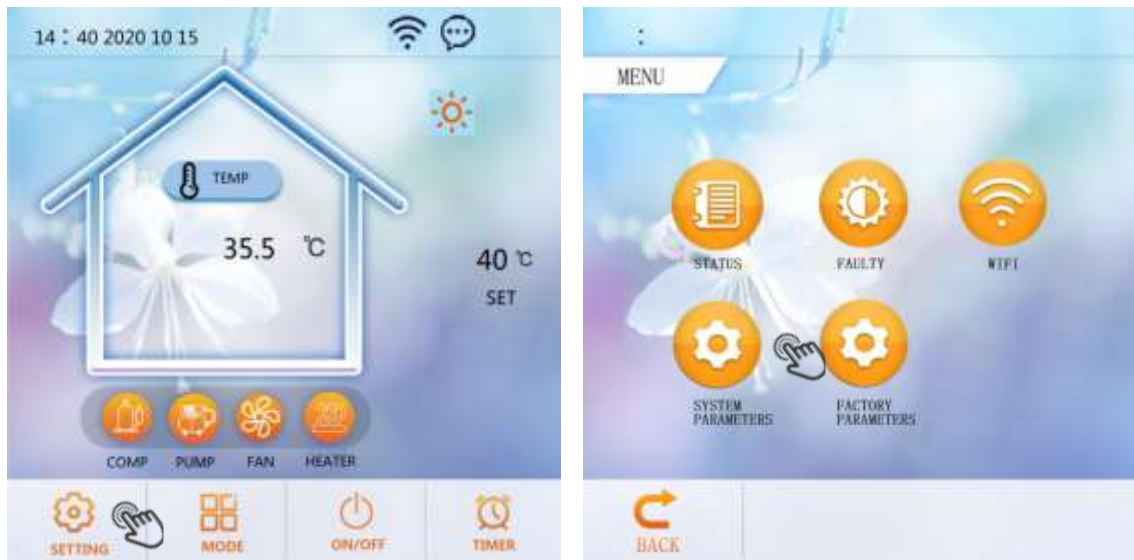 14 : 40 2020 10 15
TEMP
35.5 ℃
40 ℃
SET
COMP PUMP FAN HEATER
SETTING MODE ON/OFF TIMER
:
MENU
STATUS FAULTY WIFI
SYSTEM PARAMETERS
FACTORY PARAMETERS
BACK